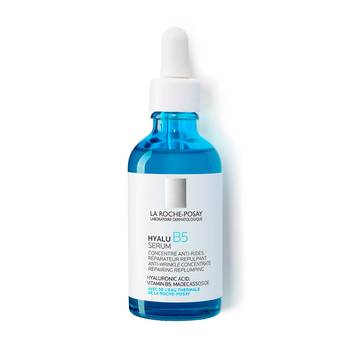 LA ROCHE-POSAY
LABORATOIRE DERMATOLOGIQUE
HYALU B5
SERUM
CONCENTRÉ ANTI-RIDES
RÉPARATEUR REPULPANT
ANTI-WRINKLE CONCENTRATE
REPAIRING REPLUMPING
HYALURONIC ACID,
VITAMIN B5, MADECASSOSIDE
AVEC DE L'EAU THERMALE
DE LA ROCHE-POSAY